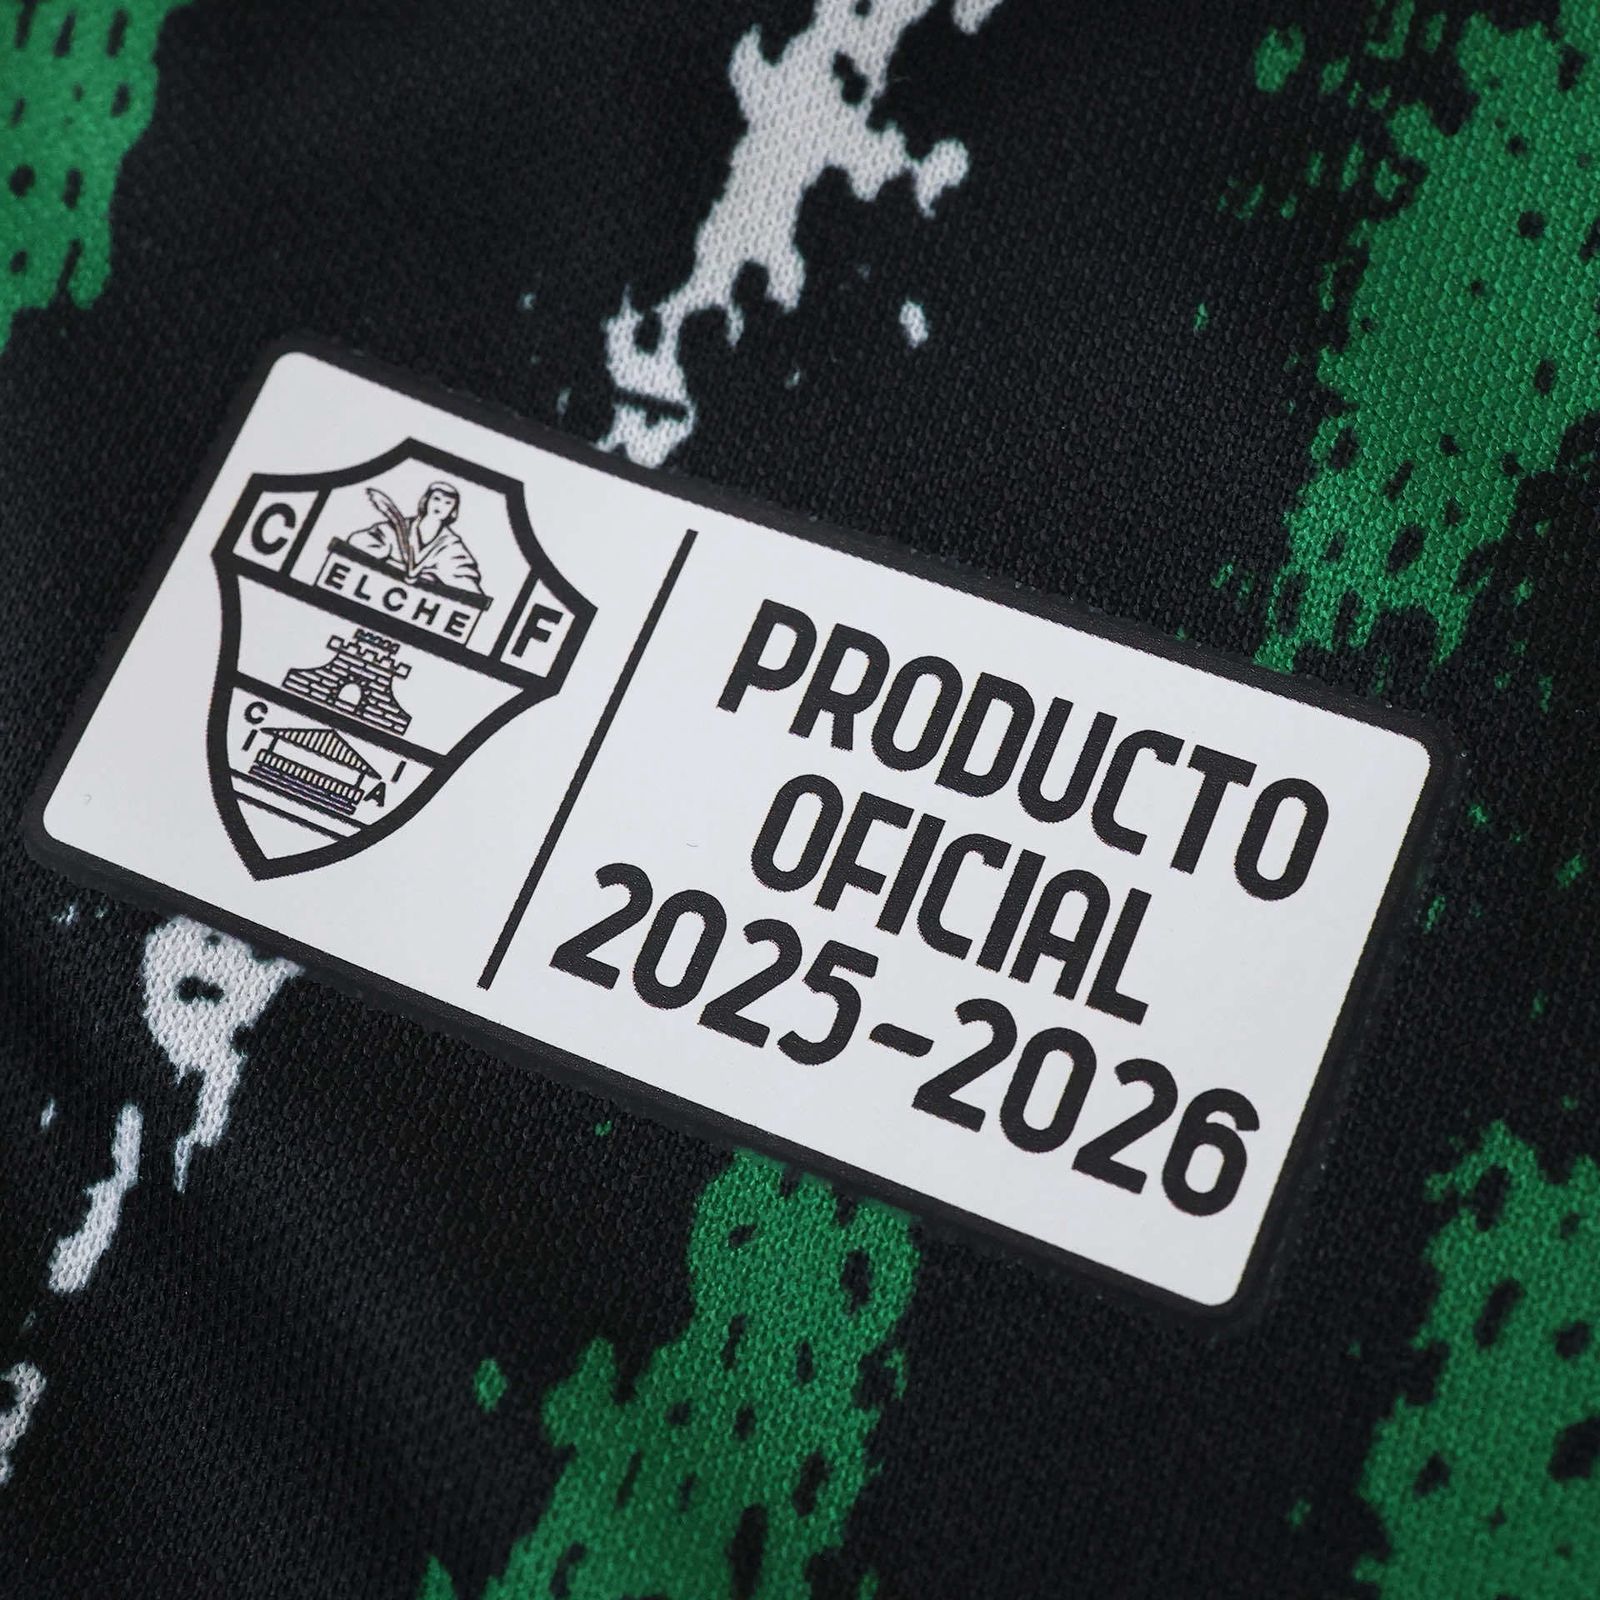 C
ELCHE
F
C I
I A
PRODUCTO
OFICIAL
2025-2026